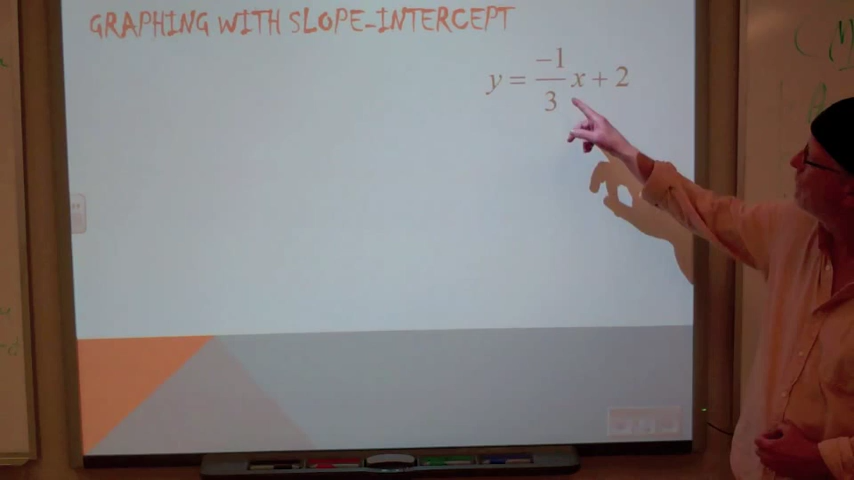 GRAPHING WITH SLOPE-INTERCEPT
y = -1/3 x + 2